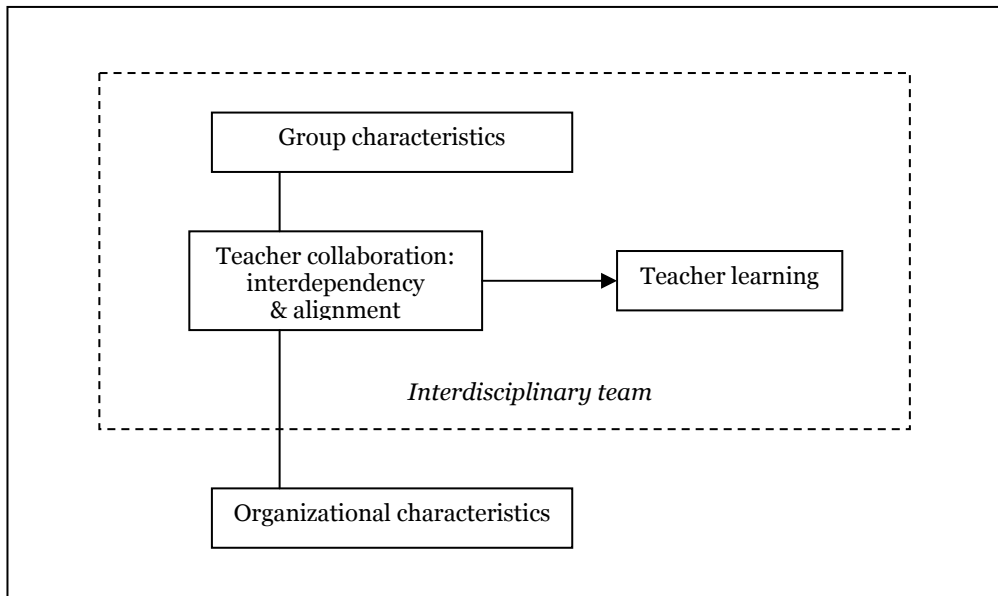 Group characteristics
Teacher collaboration:
interdependency
& alignment
Teacher learning
Interdisciplinary team
Organizational characteristics